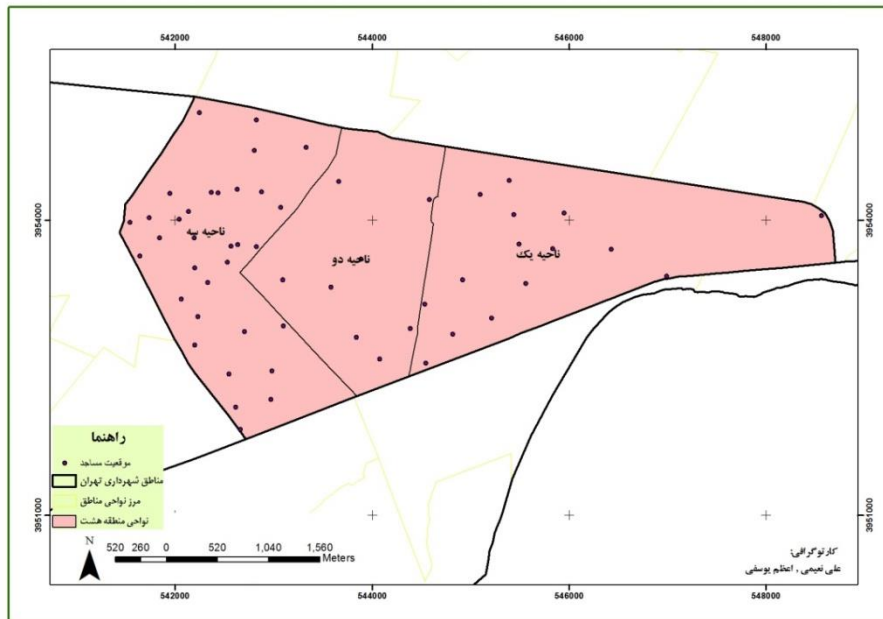 542000 544000 546000 548000
3954000 3954000
ناحیه سه
ناحیه دو
ناحیه یک
راهنما
موقعیت مساجد
مناطق شهرداری تهران
مرز نواحی مناطق
نواحی منطقه هشت
3951000 3951000
N
520 260 0 520 1,040 1,560
Meters
کارتوگرافی:
علی نعیمی , اعظم یوسفی
542000 544000 546000 548000